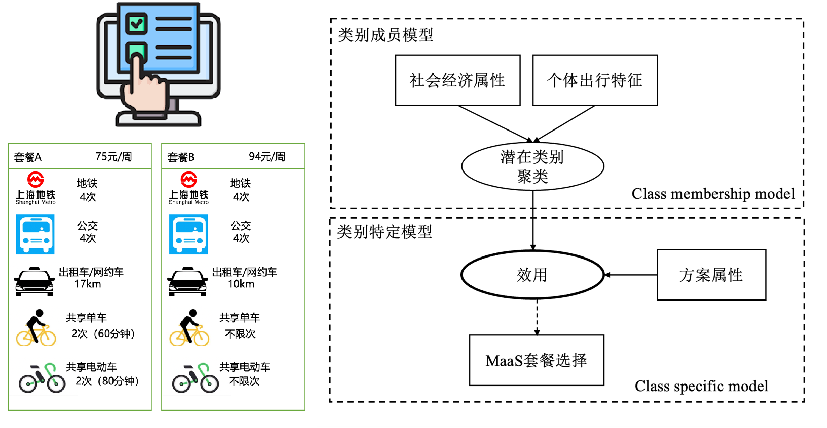 套餐A 75元/周
上海地铁
Shanghai Metro
地铁
4次
公交
4次
出租车/网约车
17km
共享单车
2次（60分钟）
共享电动车
2次（80分钟）
套餐B 94元/周
上海地铁
Shanghai Metro
地铁
4次
公交
4次
出租车/网约车
10km
共享单车
不限次
共享电动车
不限次
类别成员模型
社会经济属性
个体出行特征
潜在类别
聚类
Class membership model
类别特定模型
效用
方案属性
MaaS套餐选择
Class specific model